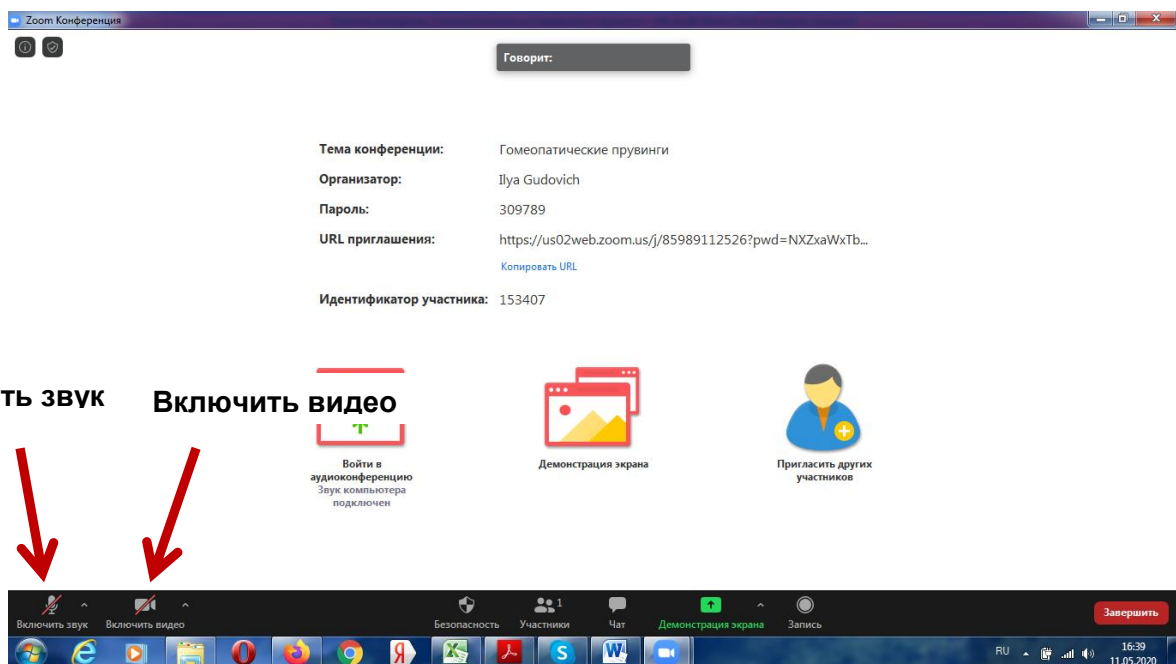 Zoom Конференция
Говорит:
Тема конференции: Гомеопатические прувинги
Организатор: Ilya Gudovich
Пароль: 309789
URL приглашения: https://us02web.zoom.us/j/85989112526?pwd=NXZxaWxTb...
Копировать URL
Идентификатор участника: 153407
ть звук Включить видео
Войти в
аудиоконференцию
Звук компьютера
подключен
Демонстрация экрана
Пригласить других
участников
Включить звук Включить видео Безопасность Участники 1 Чат Демонстрация экрана Запись Завершить
RU 16:39
11.05.2020